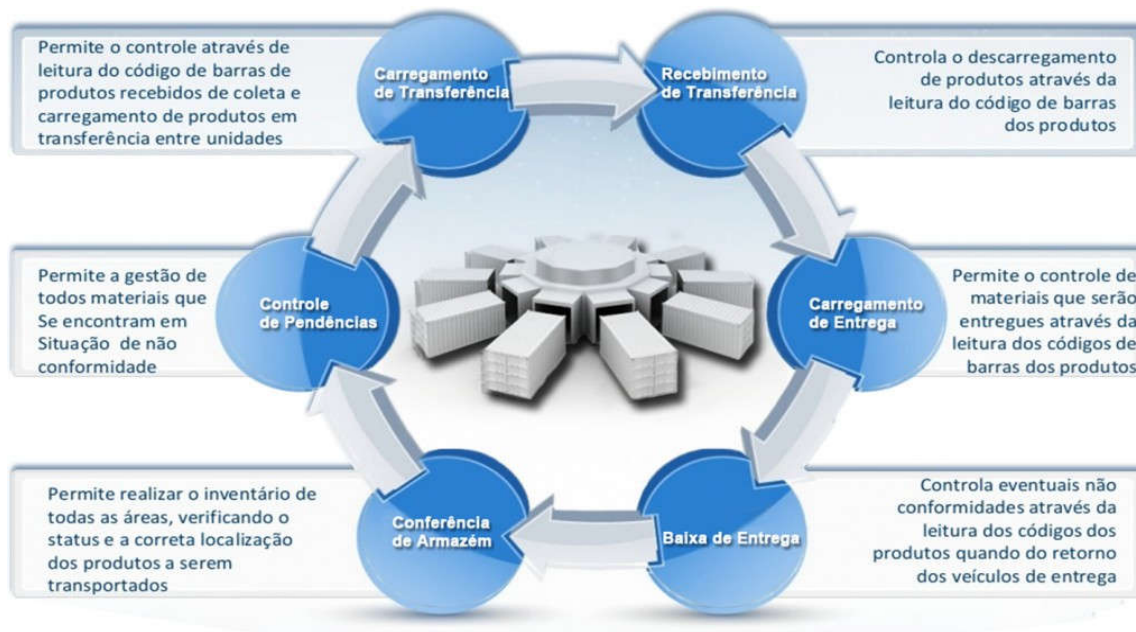 Permite o controle através de
leitura do código de barras de
produtos recebidos de coleta e
carregamento de produtos em
transferência entre unidades
Carregamento
de Transferência
Recebimento
de Transferência
Controla o descarregamento
de produtos através da
leitura do código de barras
dos produtos
Permite a gestão de
todos materiais que
Se encontram em
Situação de não
conformidade
Controle
de Pendências
Carregamento
de Entrega
Permite o controle de
materiais que serão
entregues através da
leitura dos códigos de
barras dos produtos
Permite realizar o inventário de
todas as áreas, verificando o
status e a correta localização
dos produtos a serem
transportados
Conferência
de Armazém
Baixa de Entrega
Controla eventuais não
conformidades através da
leitura dos códigos dos
produtos quando do retorno
dos veículos de entrega